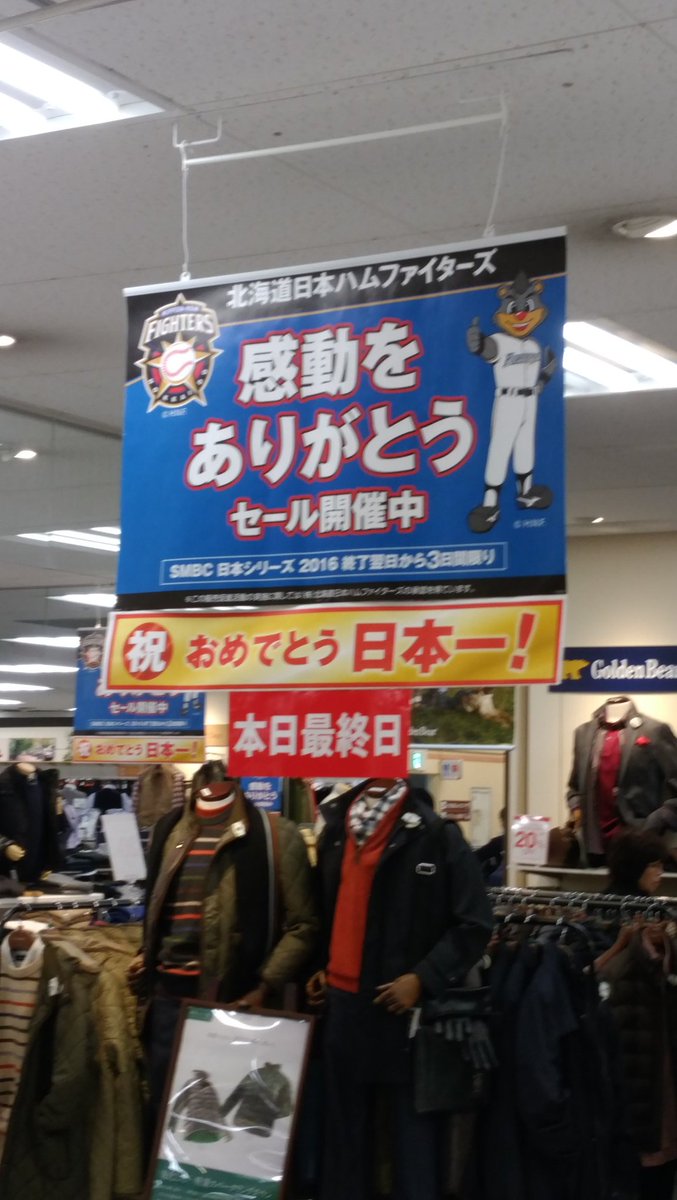 北海道日本ハムファイターズ
FIGHTERS
感動を
ありがとう
セール開催中
SMBC 日本シリーズ 2016 終了翌日から3日間限り
祝 おめでとう 日本一!
本日最終日
セール開催中
おめでとう 日本一!
Golden Bear
20%